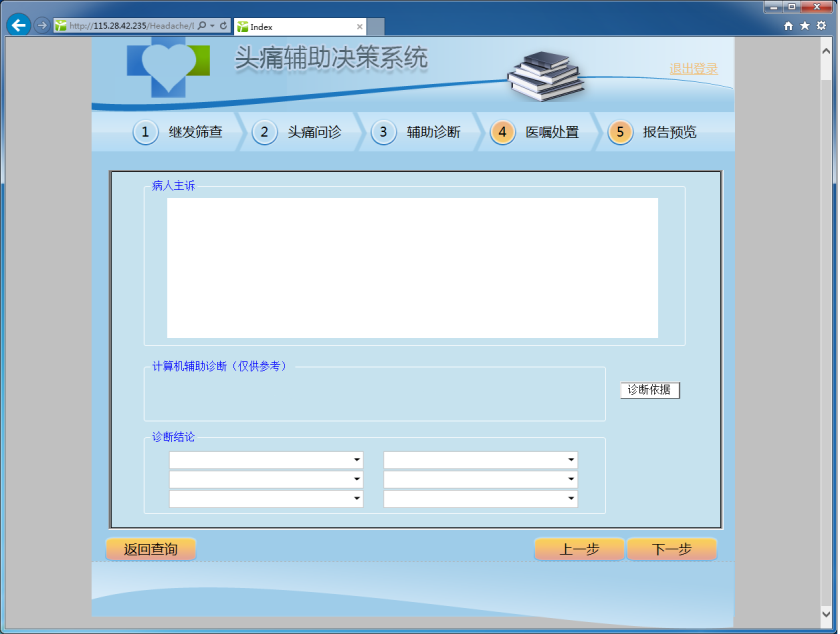 http://115.28.42.235/Headache/
Index
头痛辅助决策系统
退出登录
1 继发筛查 2 头痛问诊 3 辅助诊断 4 医嘱处置 5 报告预览
病人主诉
计算机辅助诊断（仅供参考）
诊断依据
诊断结论
返回查询 上一步 下一步